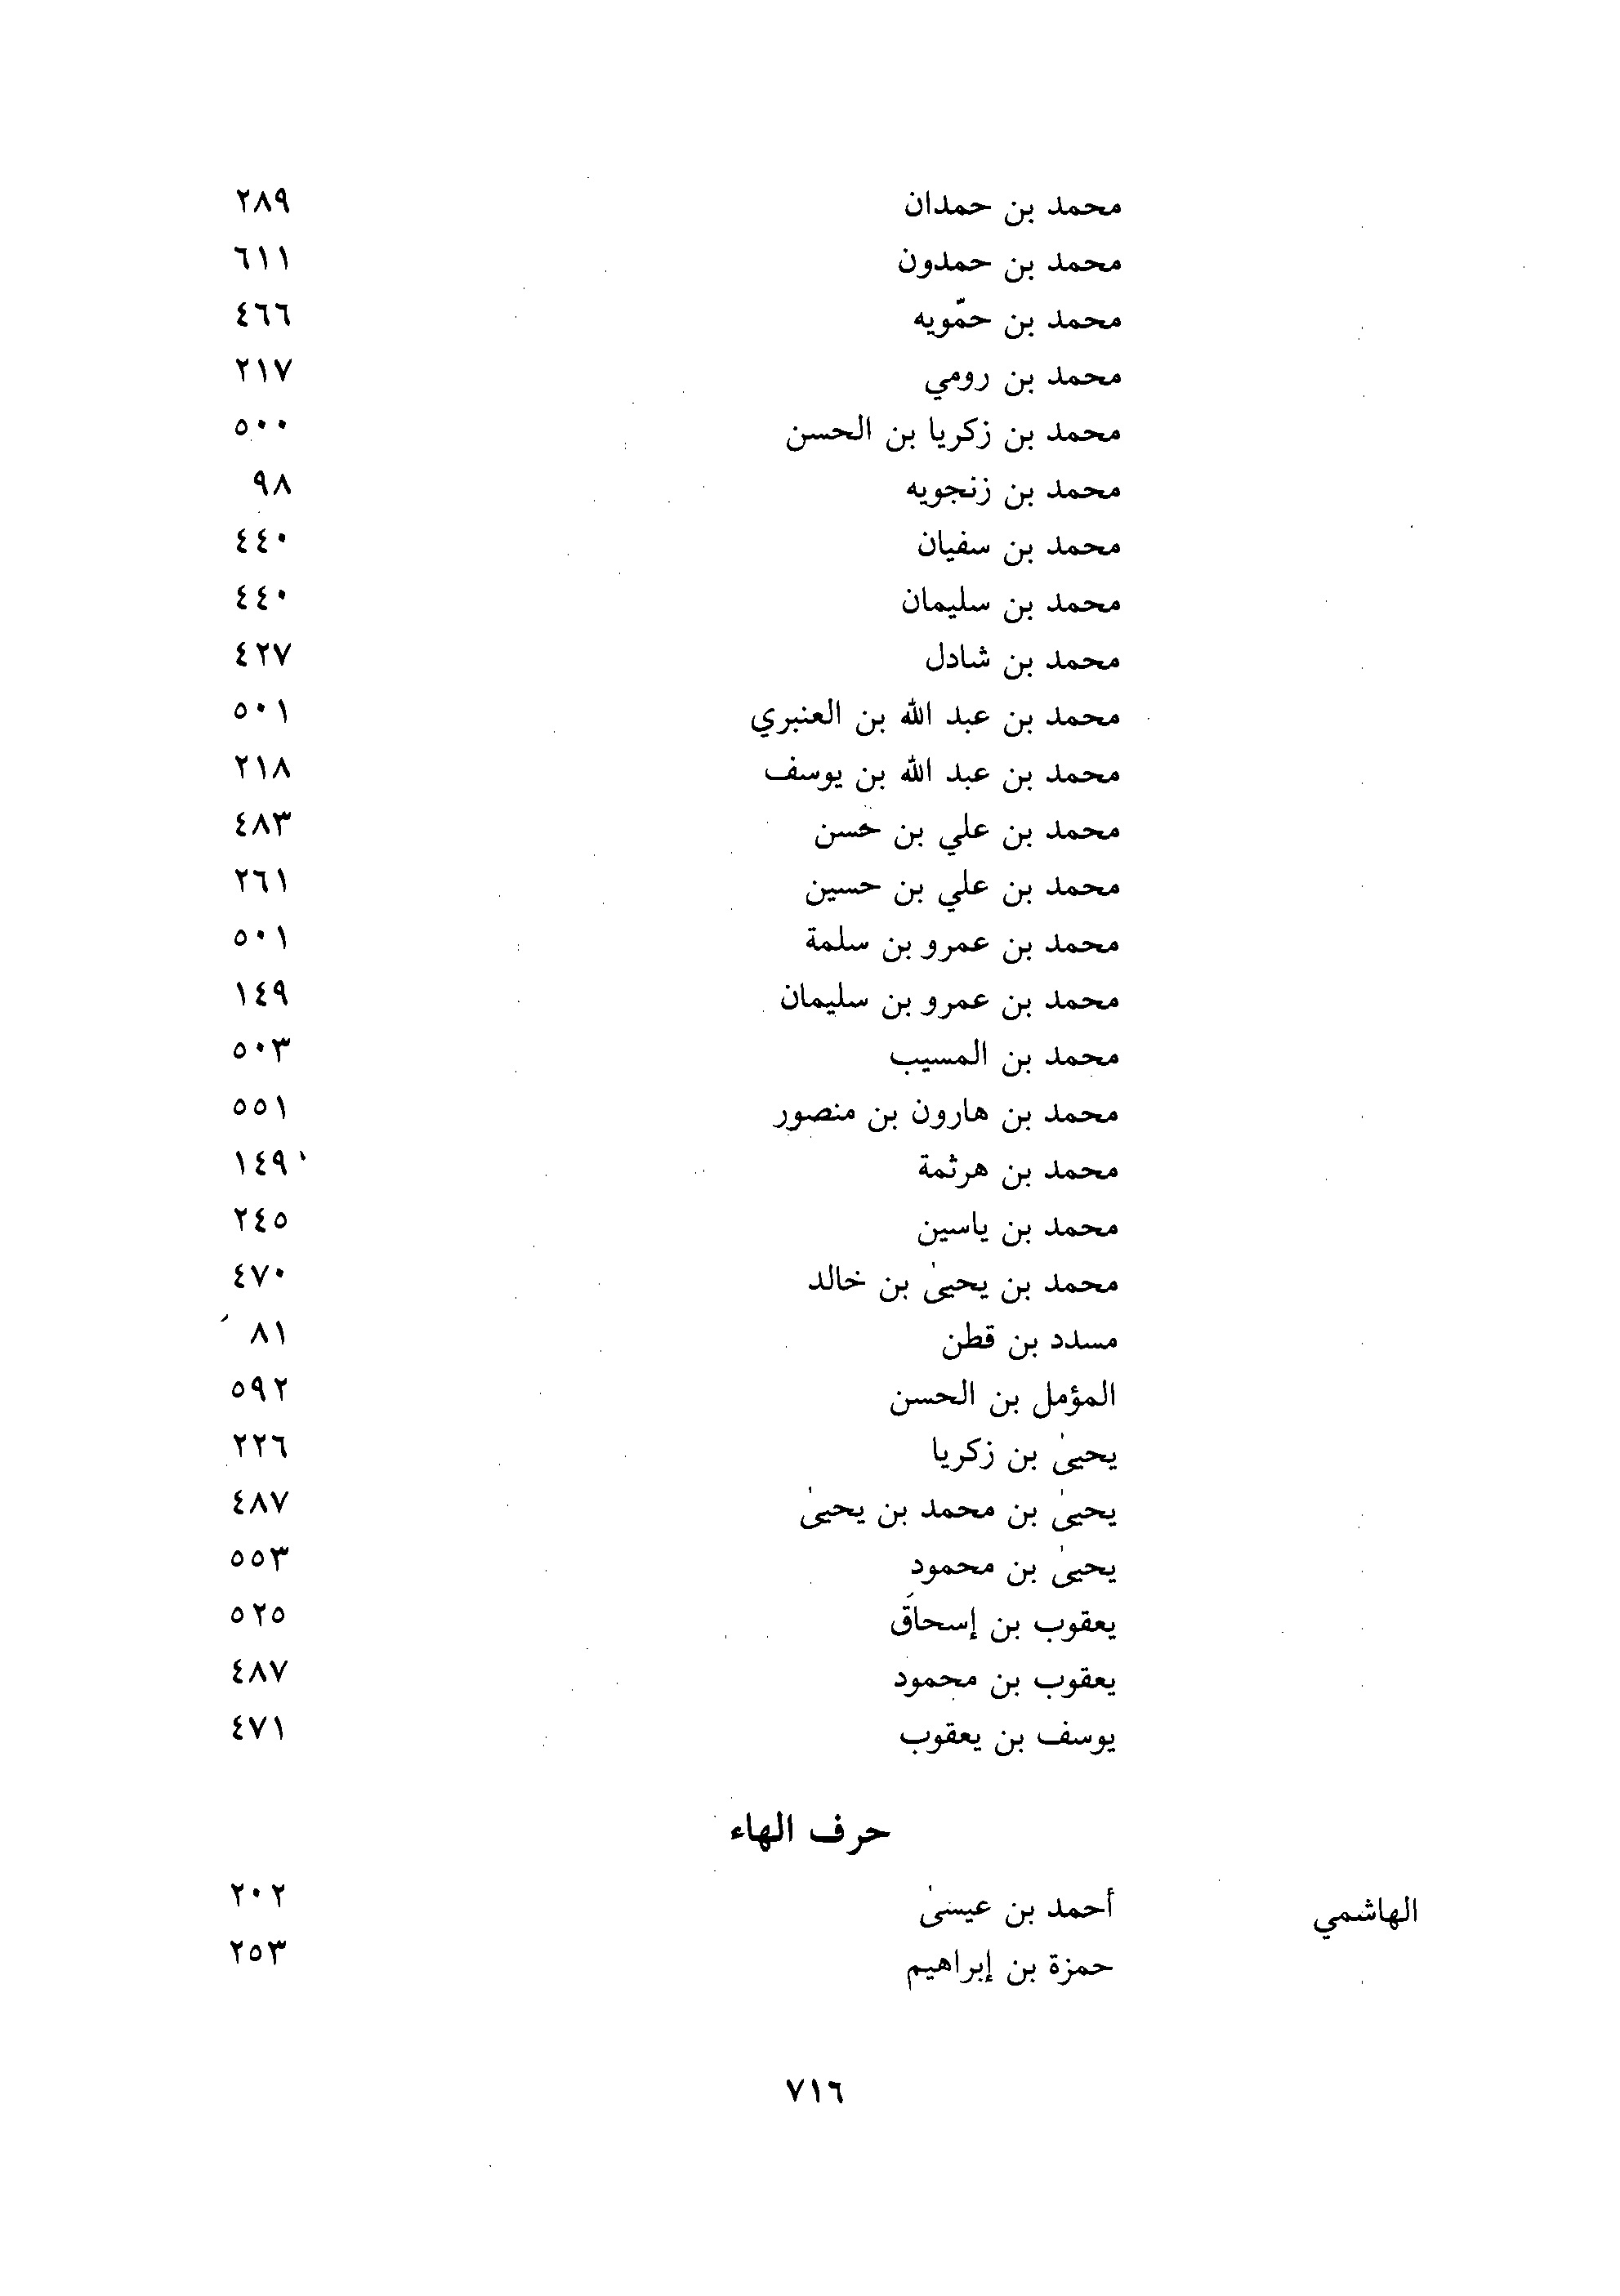 محمد بن حمدان ٢٨٩
محمد بن حمدون ٦١١
محمد بن حمّويه ٤٦٦
محمد بن رومي ٢١٧
محمد بن زكريا بن الحسن ٥٠٠
محمد بن زنجويه ٩٨
محمد بن سفيان ٤٤٠
محمد بن سليمان ٤٤٠
محمد بن شادل ٤٢٧
محمد بن عبد الله بن العنبري ٥٠١
محمد بن عبد الله بن يوسف ٢١٨
محمد بن علي بن حسن ٤٨٣
محمد بن علي بن حسين ٢٦١
محمد بن عمرو بن سلمة ٥٠١
محمد بن عمرو بن سليمان ١٤٩
محمد بن المسيب ٥٠٣
محمد بن هارون بن منصور ٥٥١
محمد بن هرثمة ١٤٩
محمد بن ياسين ٢٤٥
محمد بن يحيىٰ بن خالد ٤٧٠
مسدد بن قطن ٨١
المؤمل بن الحسن ٥٩٢
يحيىٰ بن زكريا ٢٢٦
يحيىٰ بن محمد بن يحيىٰ ٤٨٧
يحيىٰ بن محمود ٥٥٣
يعقوب بن إسحاق ٥٢٥
يعقوب بن محمود ٤٨٧
يوسف بن يعقوب ٤٧١
حرف الهاء
الهاشمي أحمد بن عيسىٰ ٢٠٢
حمزة بن إبراهيم ٢٥٣
٧١٦